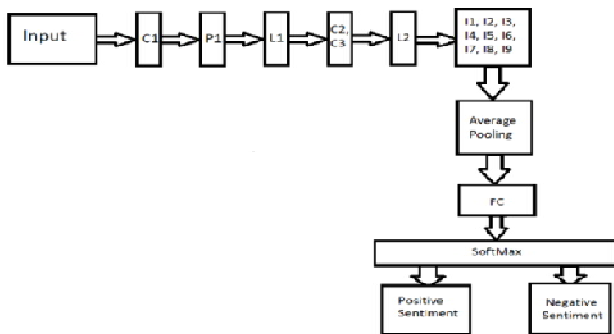 Input
C1
P1
L1
C2,
C3
L2
I1, I2, I3,
I4, I5, I6,
I7, I8, I9
Average
Pooling
FC
SoftMax
Positive
Sentiment
Negative
Sentiment